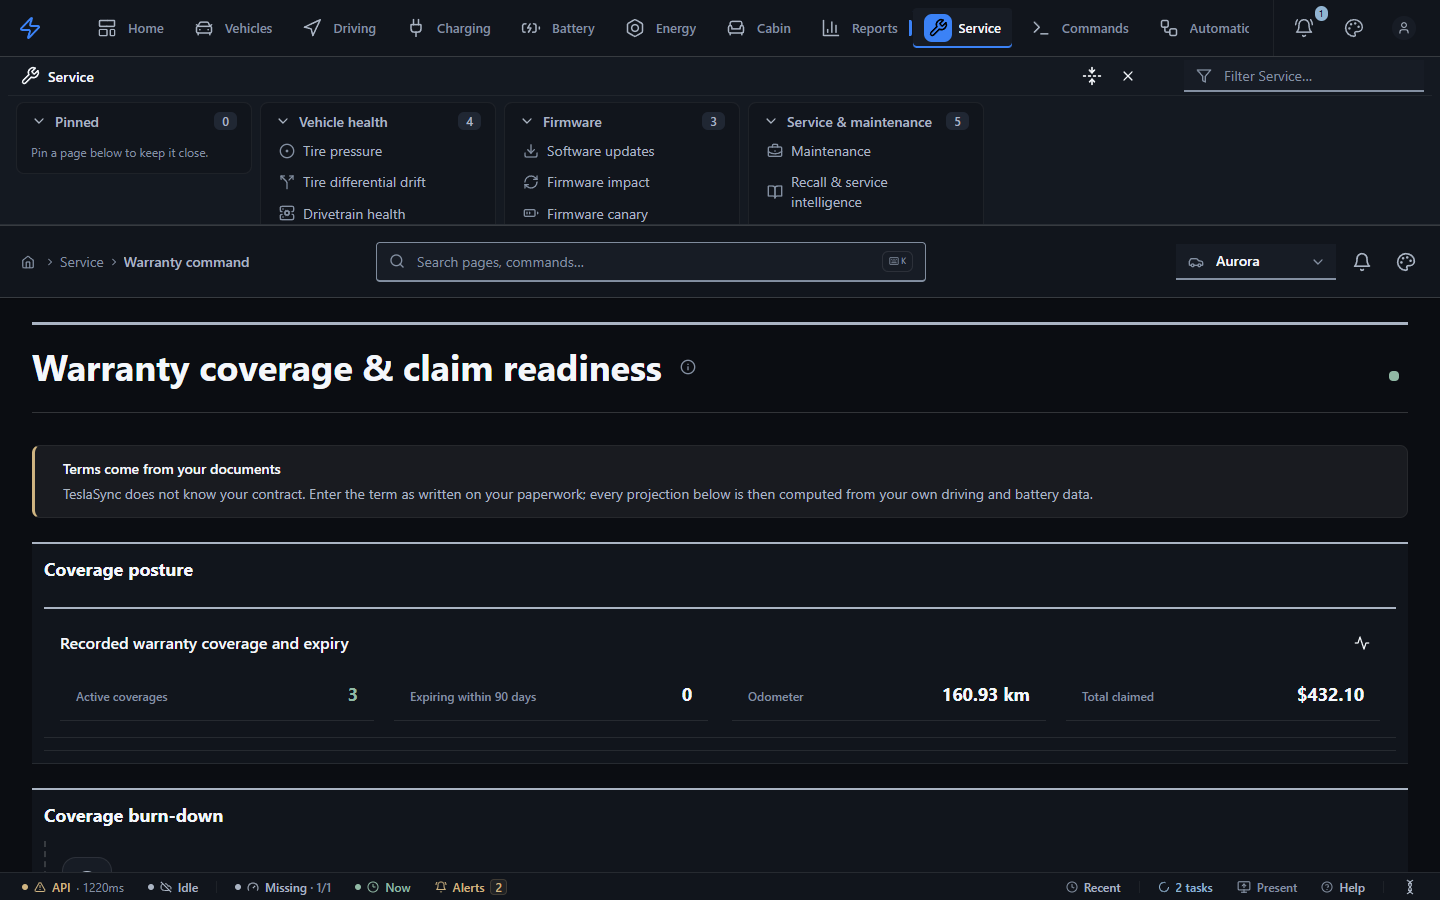 Home
Vehicles
Driving
Charging
Battery
Energy
Cabin
Reports
Service
Commands
Automatic
1
Service
Filter Service...
Pinned
0
Pin a page below to keep it close.
Vehicle health
4
Tire pressure
Tire differential drift
Drivetrain health
Firmware
3
Software updates
Firmware impact
Firmware canary
Service & maintenance
5
Maintenance
Recall & service
intelligence
Service
Warranty command
Search pages, commands...
K
Aurora
Warranty coverage & claim readiness
Terms come from your documents
TeslaSync does not know your contract. Enter the term as written on your paperwork; every projection below is then computed from your own driving and battery data.
Coverage posture
Recorded warranty coverage and expiry
Active coverages
3
Expiring within 90 days
0
Odometer
160.93 km
Total claimed
$432.10
Coverage burn-down
API · 1220ms
Idle
Missing · 1/1
Now
Alerts 2
Recent
2 tasks
Present
Help